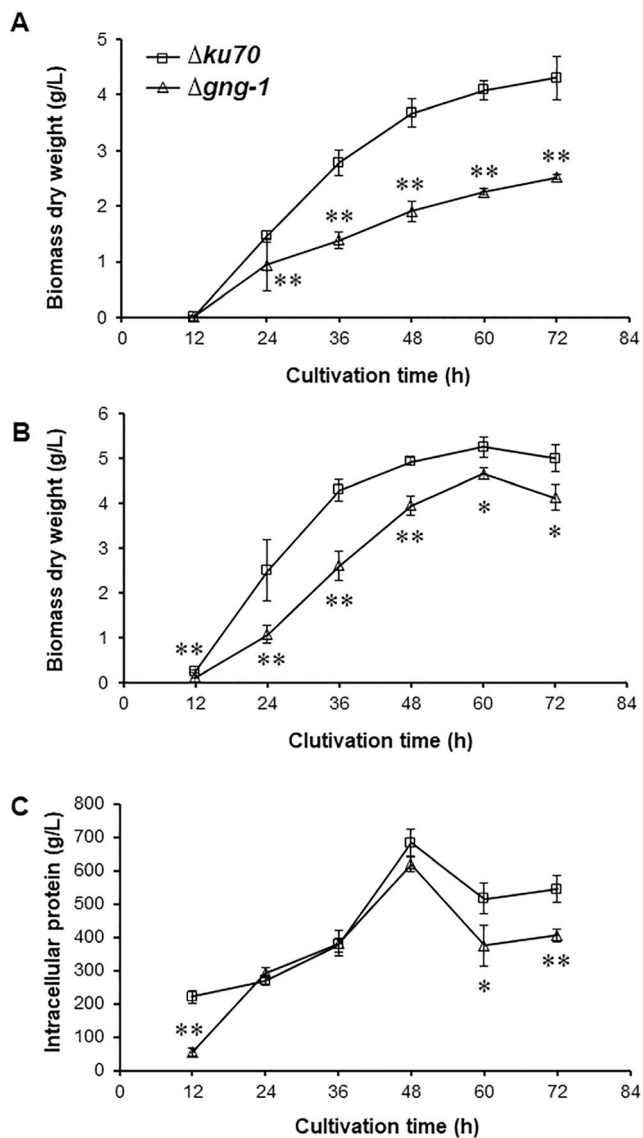 A
Biomass dry weight (g/L)
5
4
3
2
1
0
Δku70
Δgng-1
**
**
**
**
**
0 12 24 36 48 60 72 84
Cultivation time (h)
B
Biomass dry weight (g/L)
6
5
4
3
2
1
0
**
**
**
**
*
*
0 12 24 36 48 60 72 84
Clutivation time (h)
C
Intracellular protein (g/L)
800
700
600
500
400
300
200
100
0
**
*
**
0 12 24 36 48 60 72 84
Cultivation time (h)